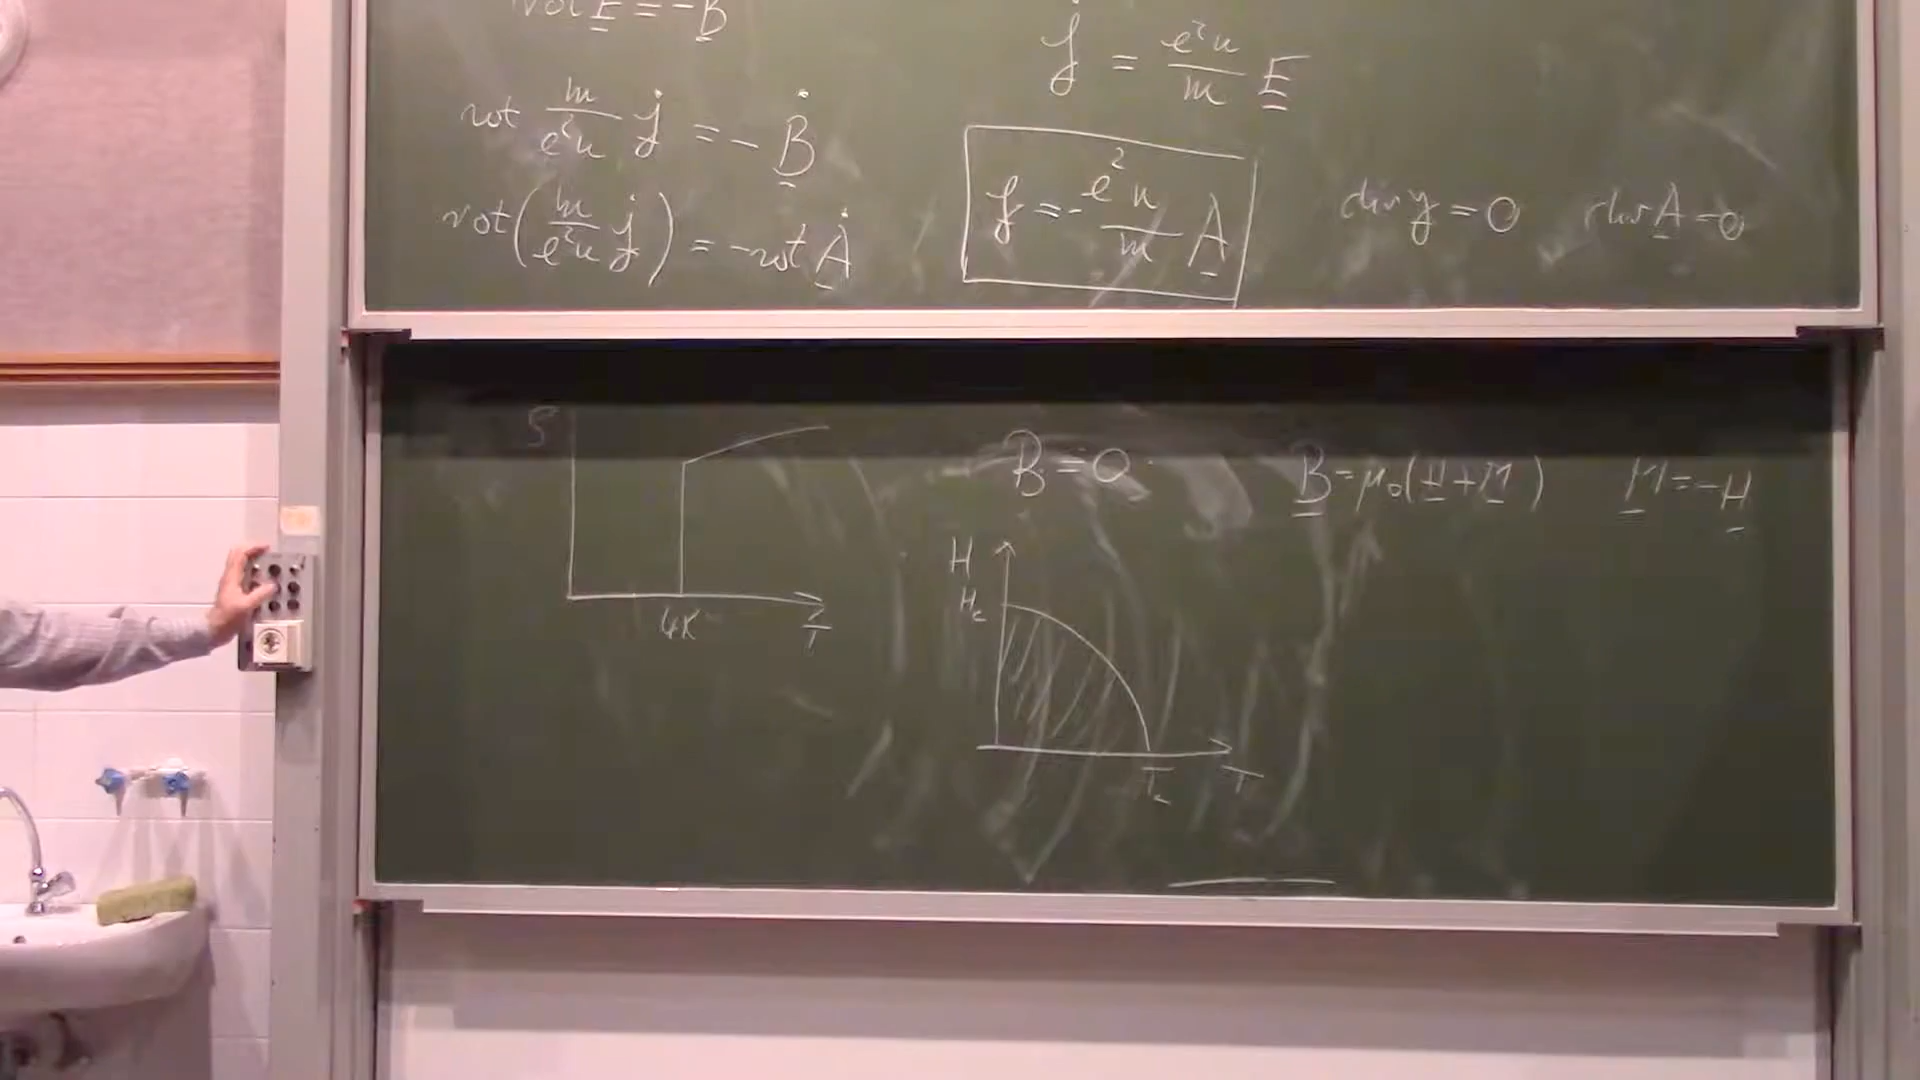 rot E = -Ḃ
j̇ = e²n/m E
rot m/e²n j̇ = - Ḃ
rot(m/e²n j̇) = -rot Ȧ
j = - e²n/m A
div j = 0
div A = 0
ρ
4K
T
B = 0
B = μ₀(H + M)
M = -H
H
Hc
Tc
T